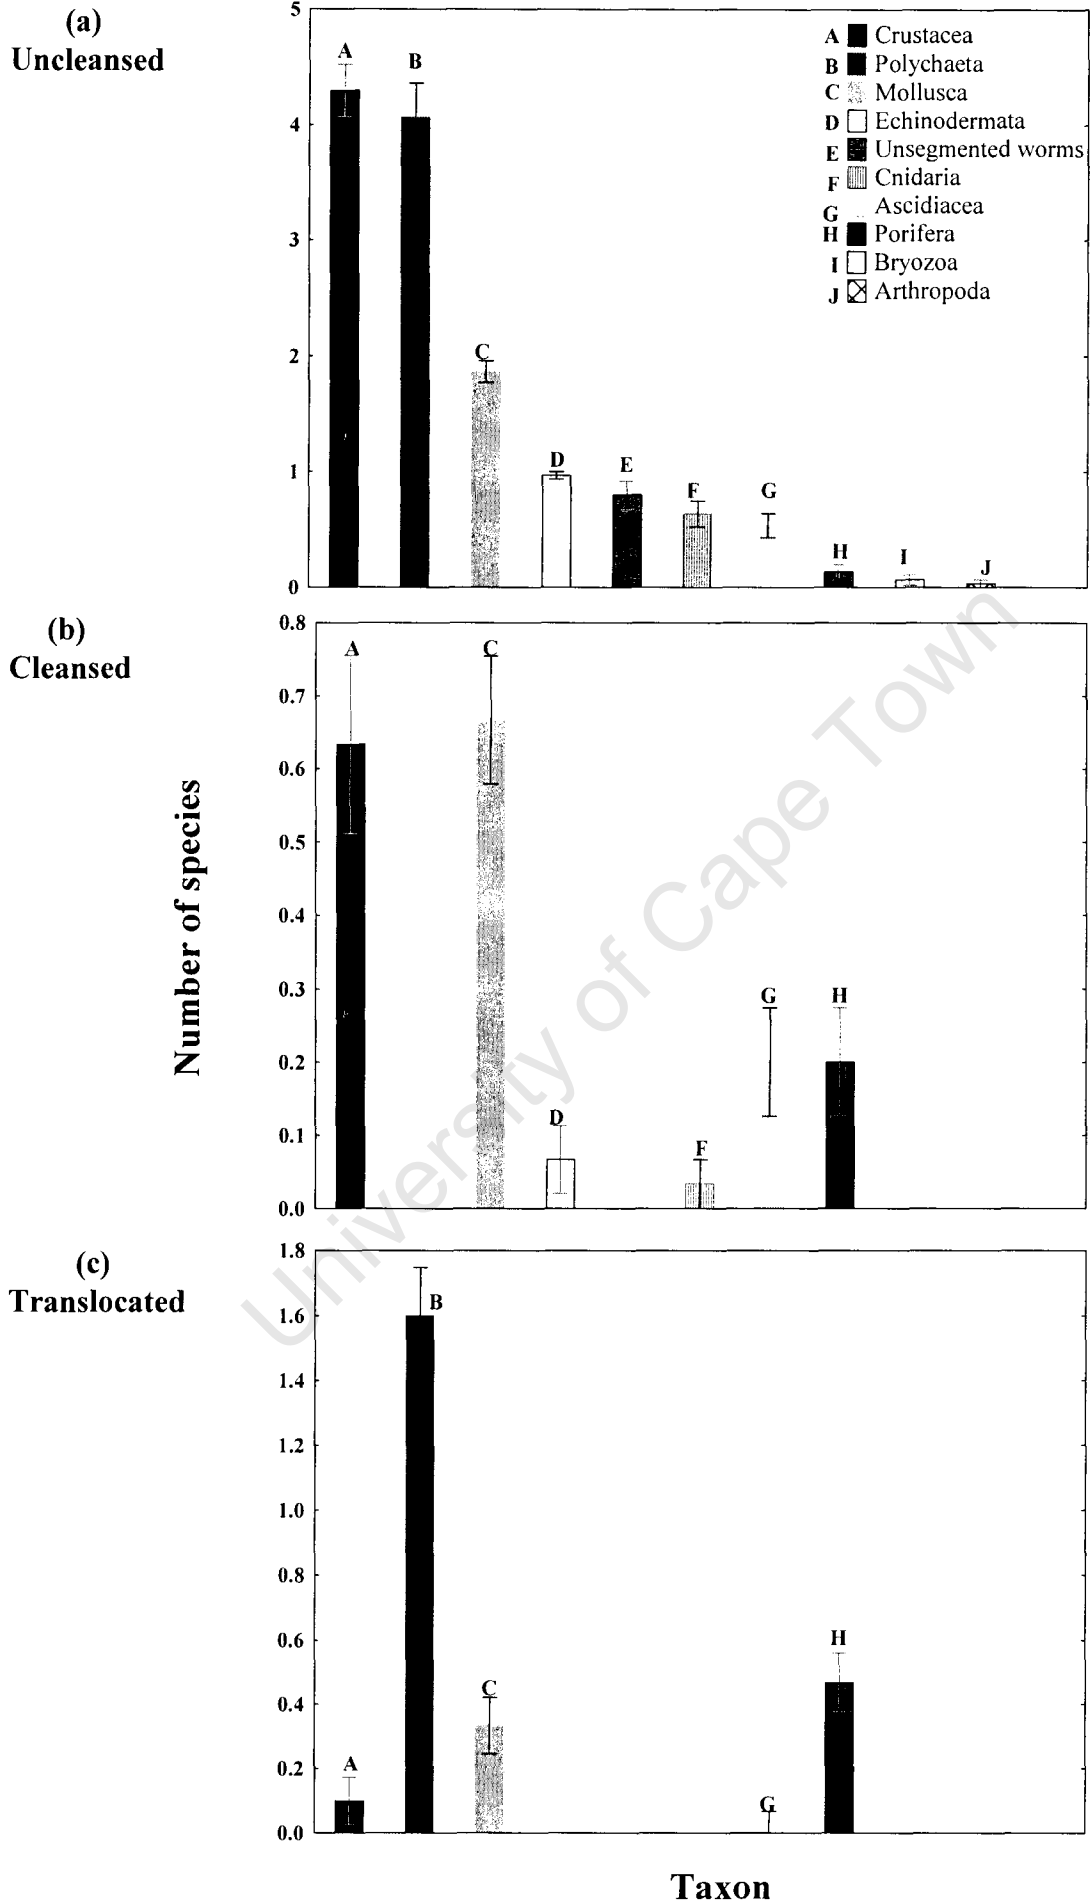 (a)
Uncleansed
5
4
3
2
1
0
A
B
C
D
E
F
G
H
I
J
A Crustacea
B Polychaeta
C Mollusca
D Echinodermata
E Unsegmented worms
F Cnidaria
G Ascidiacea
H Porifera
I Bryozoa
J Arthropoda
(b)
Cleansed
0.8
0.7
0.6
0.5
0.4
0.3
0.2
0.1
0.0
A
C
D
F
G
H
Number of species
(c)
Translocated
1.8
1.6
1.4
1.2
1.0
0.8
0.6
0.4
0.2
0.0
A
B
C
G
H
Taxon
University of Cape Town